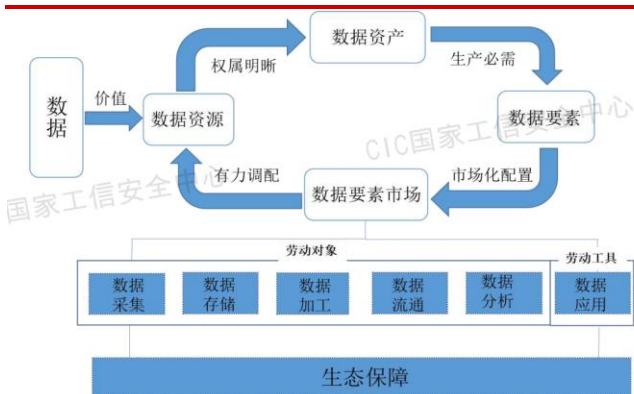 数据资产
权属明晰
生产必需
数据
价值
数据资源
数据要素
CIC国家工信安全中心
国家工信安全中心
有力调配
市场化配置
数据要素市场
劳动对象
劳动工具
数据
采集
数据
存储
数据
加工
数据
流通
数据
分析
数据
应用
生态保障